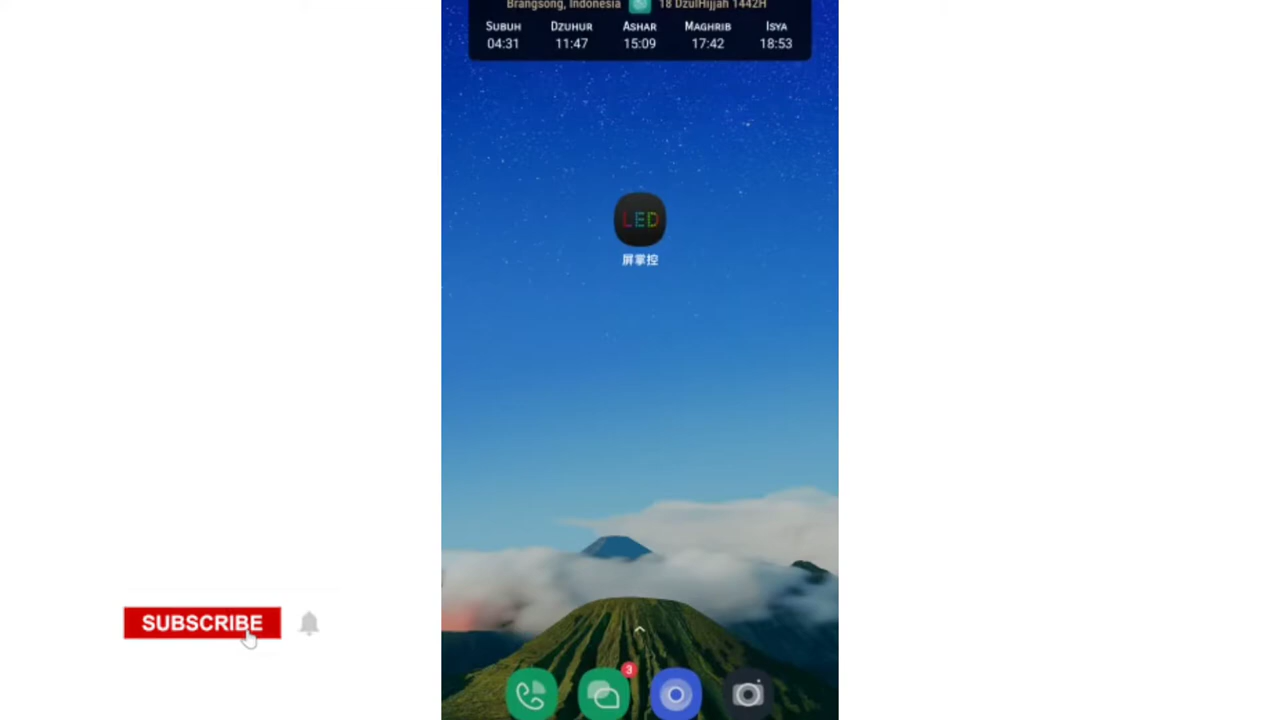 Brangsong, Indonesia 18 Dzulhijjah 1442H
Subuh Dzuhur Ashar Maghrib Isya
04:31 11:47 15:09 17:42 18:53
LED
屏掌控
SUBSCRIBE
3